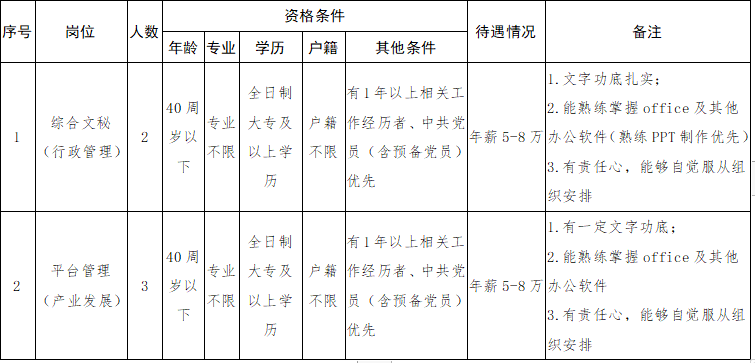 序号
岗位
人数
资格条件
年龄
专业
学历
户籍
其他条件
待遇情况
备注
1
综合文秘
（行政管理）
2
40周
岁以
下
专业
不限
全日制
大专及
以上学
历
户籍
不限
有1年以上相关工
作经历者、中共党
员（含预备党员）
优先
年薪5-8万
1.文字功底扎实；
2.能熟练掌握office及其他
办公软件（熟练PPT制作优先）
3.有责任心，能够自觉服从组
织安排
2
平台管理
（产业发展）
3
40周
岁以
下
专业
不限
全日制
大专及
以上学
历
户籍
不限
有1年以上相关工
作经历者、中共党
员（含预备党员）
优先
年薪5-8万
1.有一定文字功底；
2.能熟练掌握office及其他
办公软件
3.有责任心，能够自觉服从组
织安排